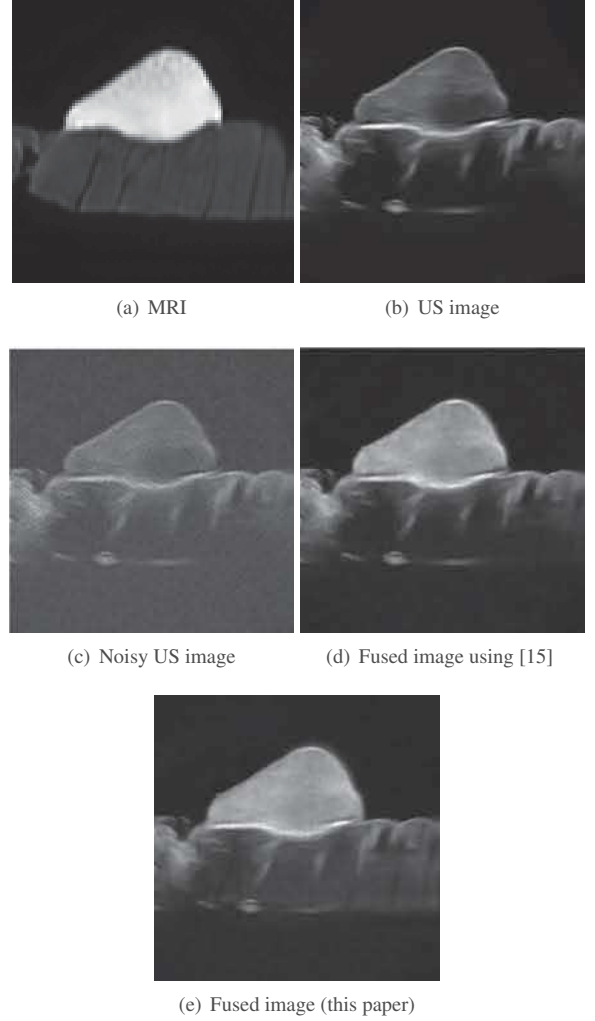 (a) MRI
(b) US image
(c) Noisy US image
(d) Fused image using [15]
(e) Fused image (this paper)